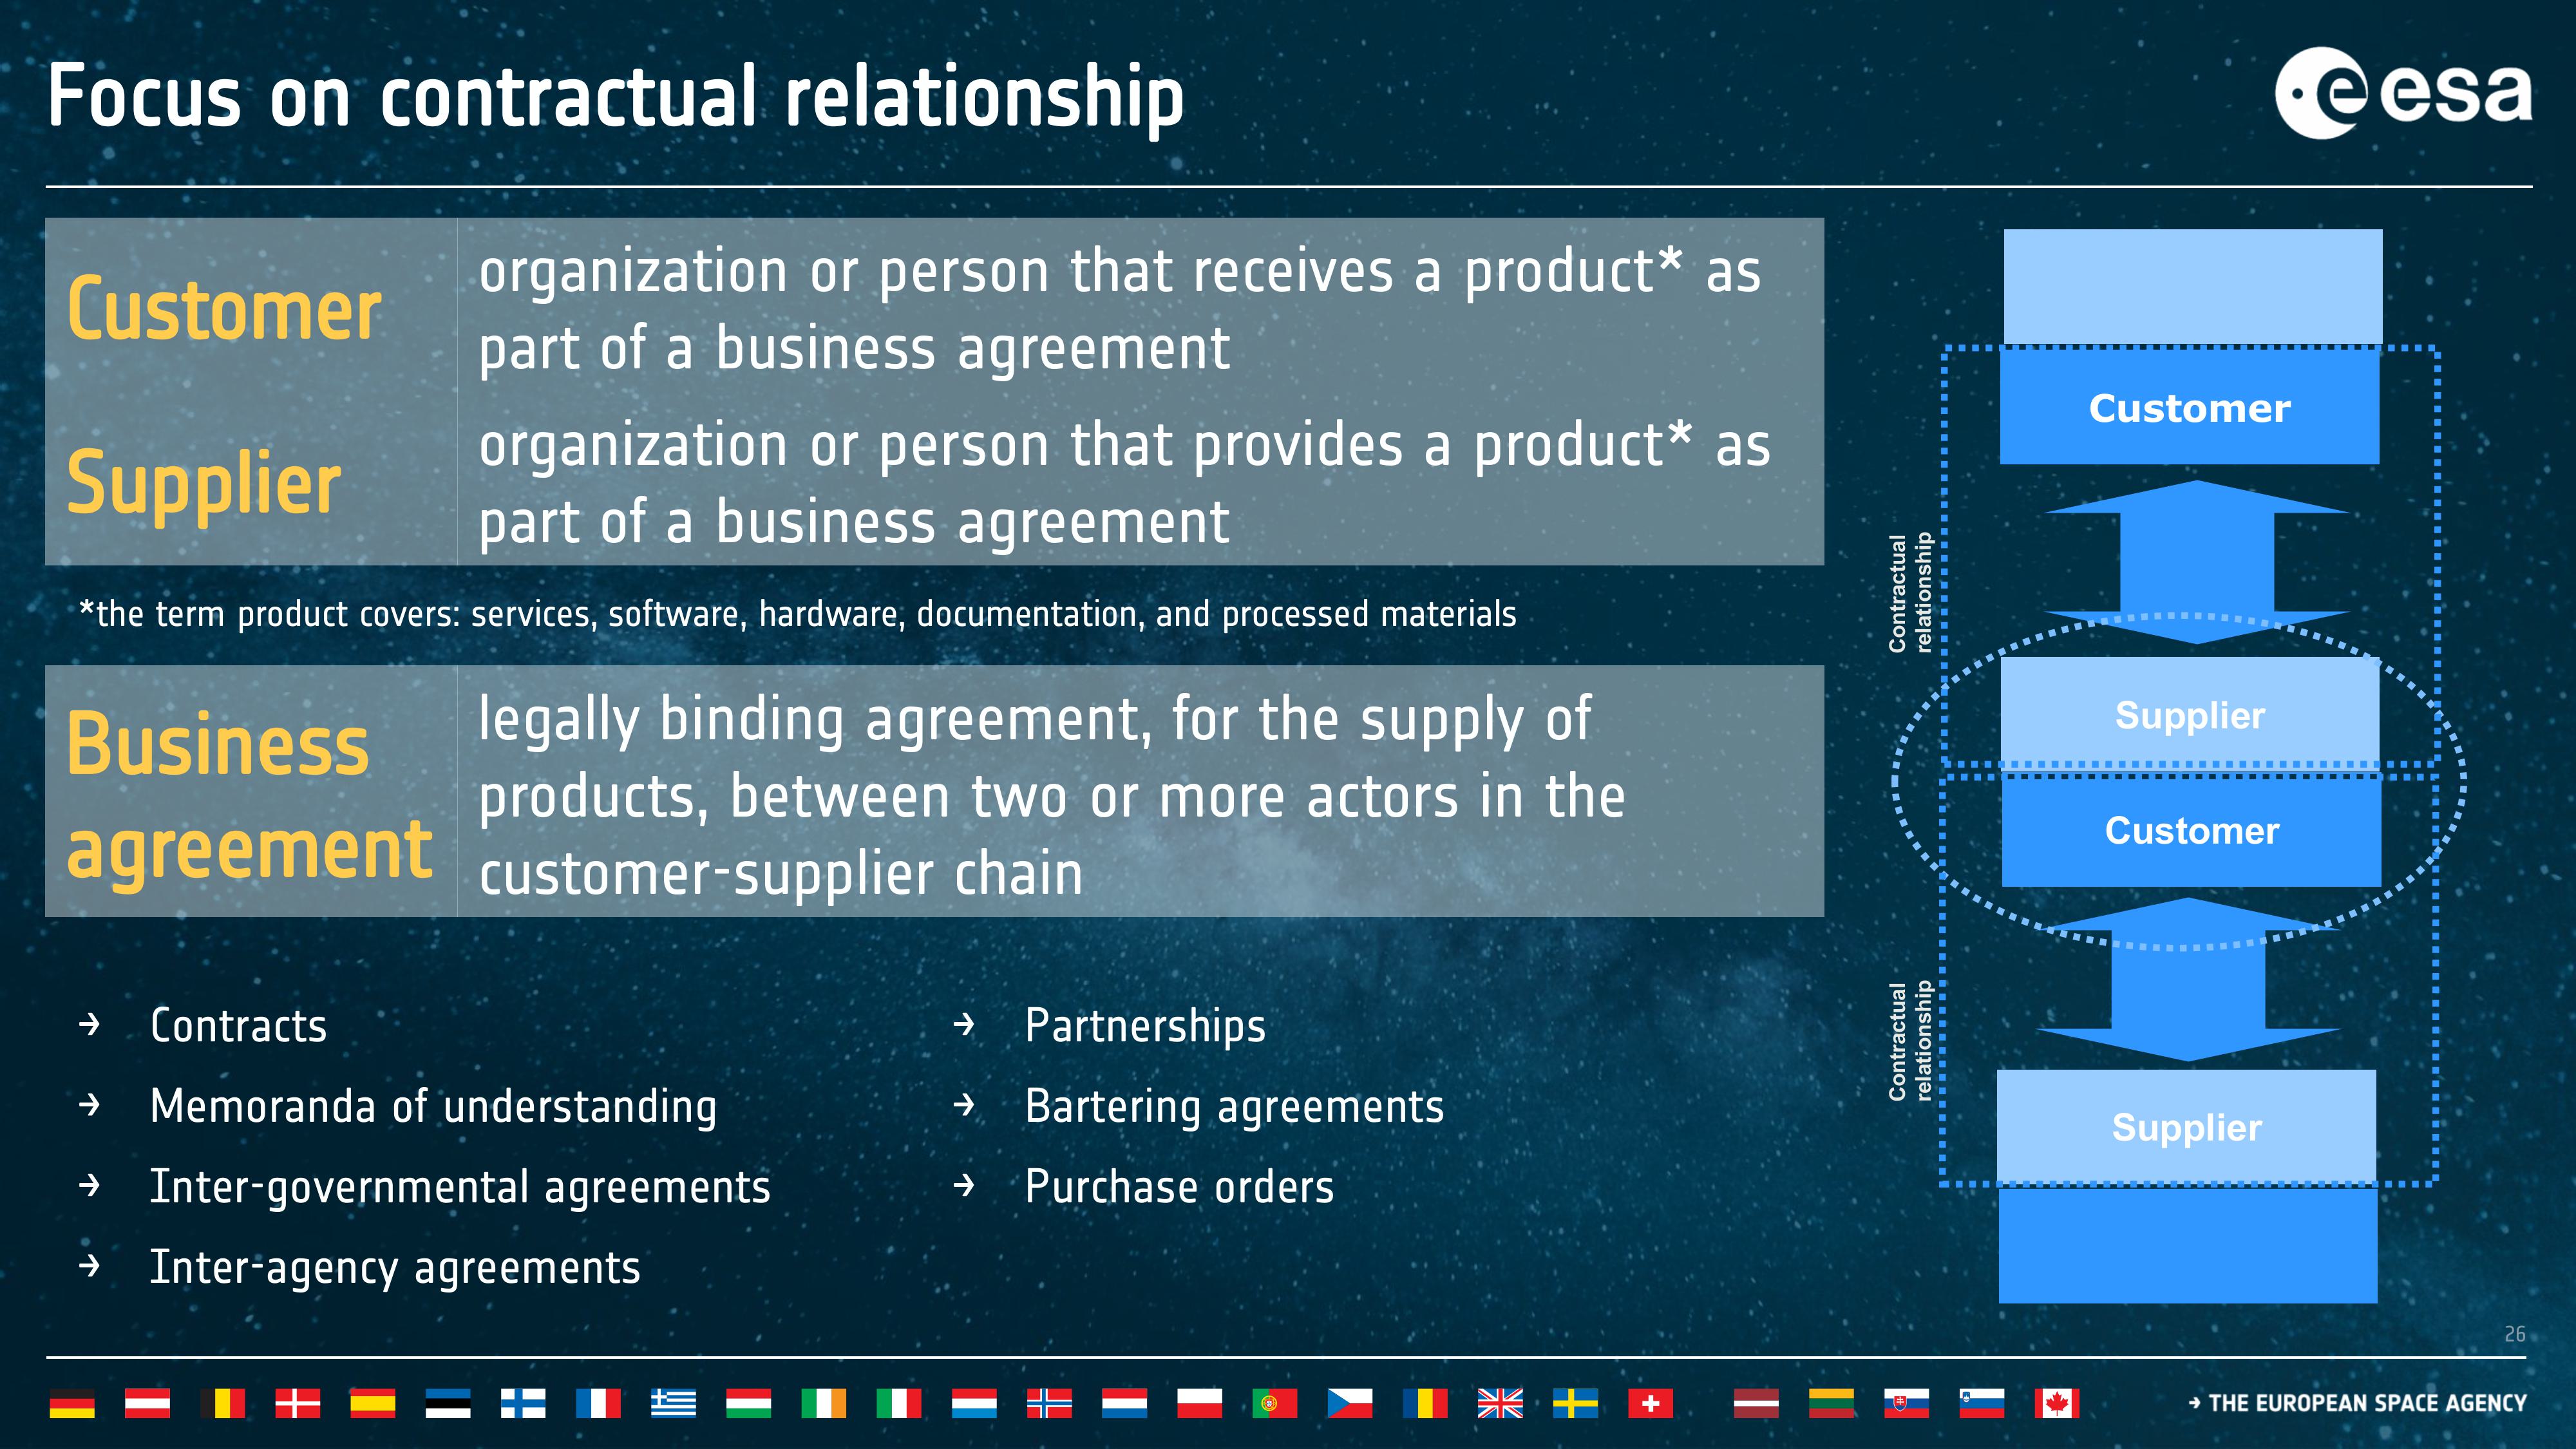 Focus on contractual relationship
esa
Customer
organization or person that receives a product* as
part of a business agreement
Supplier
organization or person that provides a product* as
part of a business agreement
*the term product covers: services, software, hardware, documentation, and processed materials
Business
agreement
legally binding agreement, for the supply of
products, between two or more actors in the
customer-supplier chain
→ Contracts
→ Memoranda of understanding
→ Inter-governmental agreements
→ Inter-agency agreements
→ Partnerships
→ Bartering agreements
→ Purchase orders
Customer
Contractual
relationship
Supplier
Customer
Contractual
relationship
Supplier
26
→ THE EUROPEAN SPACE AGENCY